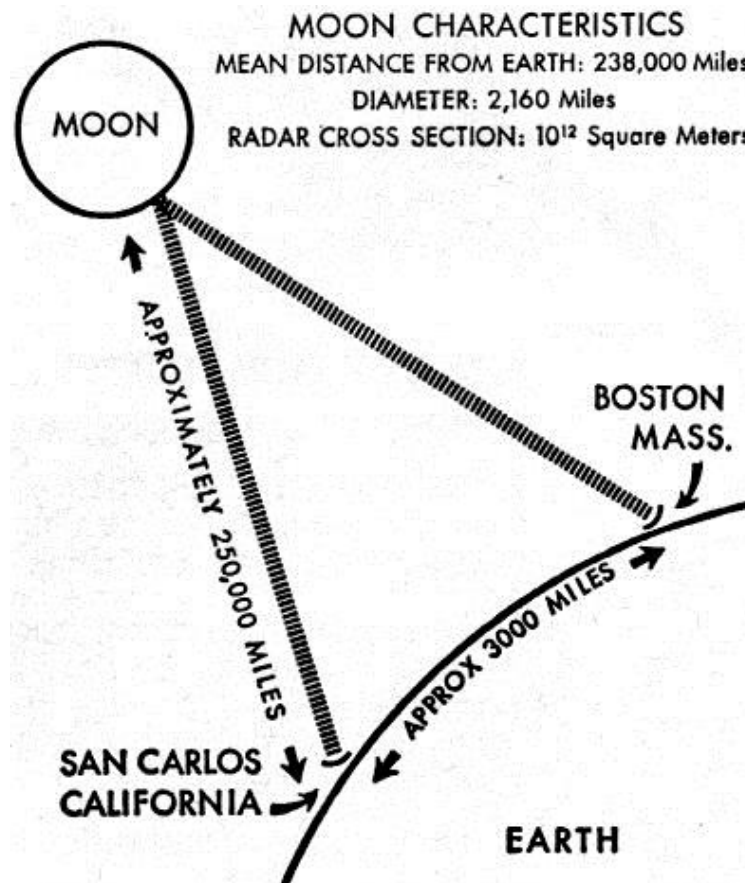 MOON CHARACTERISTICS
MEAN DISTANCE FROM EARTH: 238,000 Miles
DIAMETER: 2,160 Miles
RADAR CROSS SECTION: 10¹² Square Meters
MOON
APPROXIMATELY 250,000 MILES
BOSTON
MASS.
APPROX 3000 MILES
SAN CARLOS
CALIFORNIA
EARTH